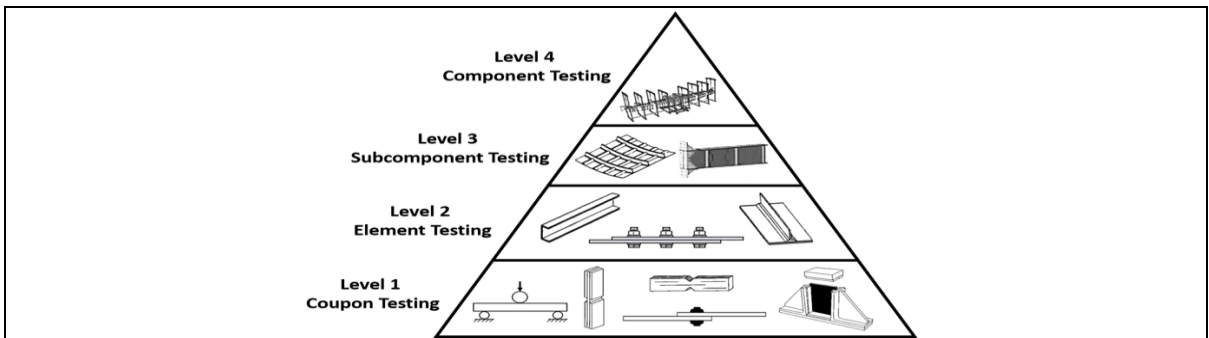 Level 4
Component Testing
Level 3
Subcomponent Testing
Level 2
Element Testing
Level 1
Coupon Testing